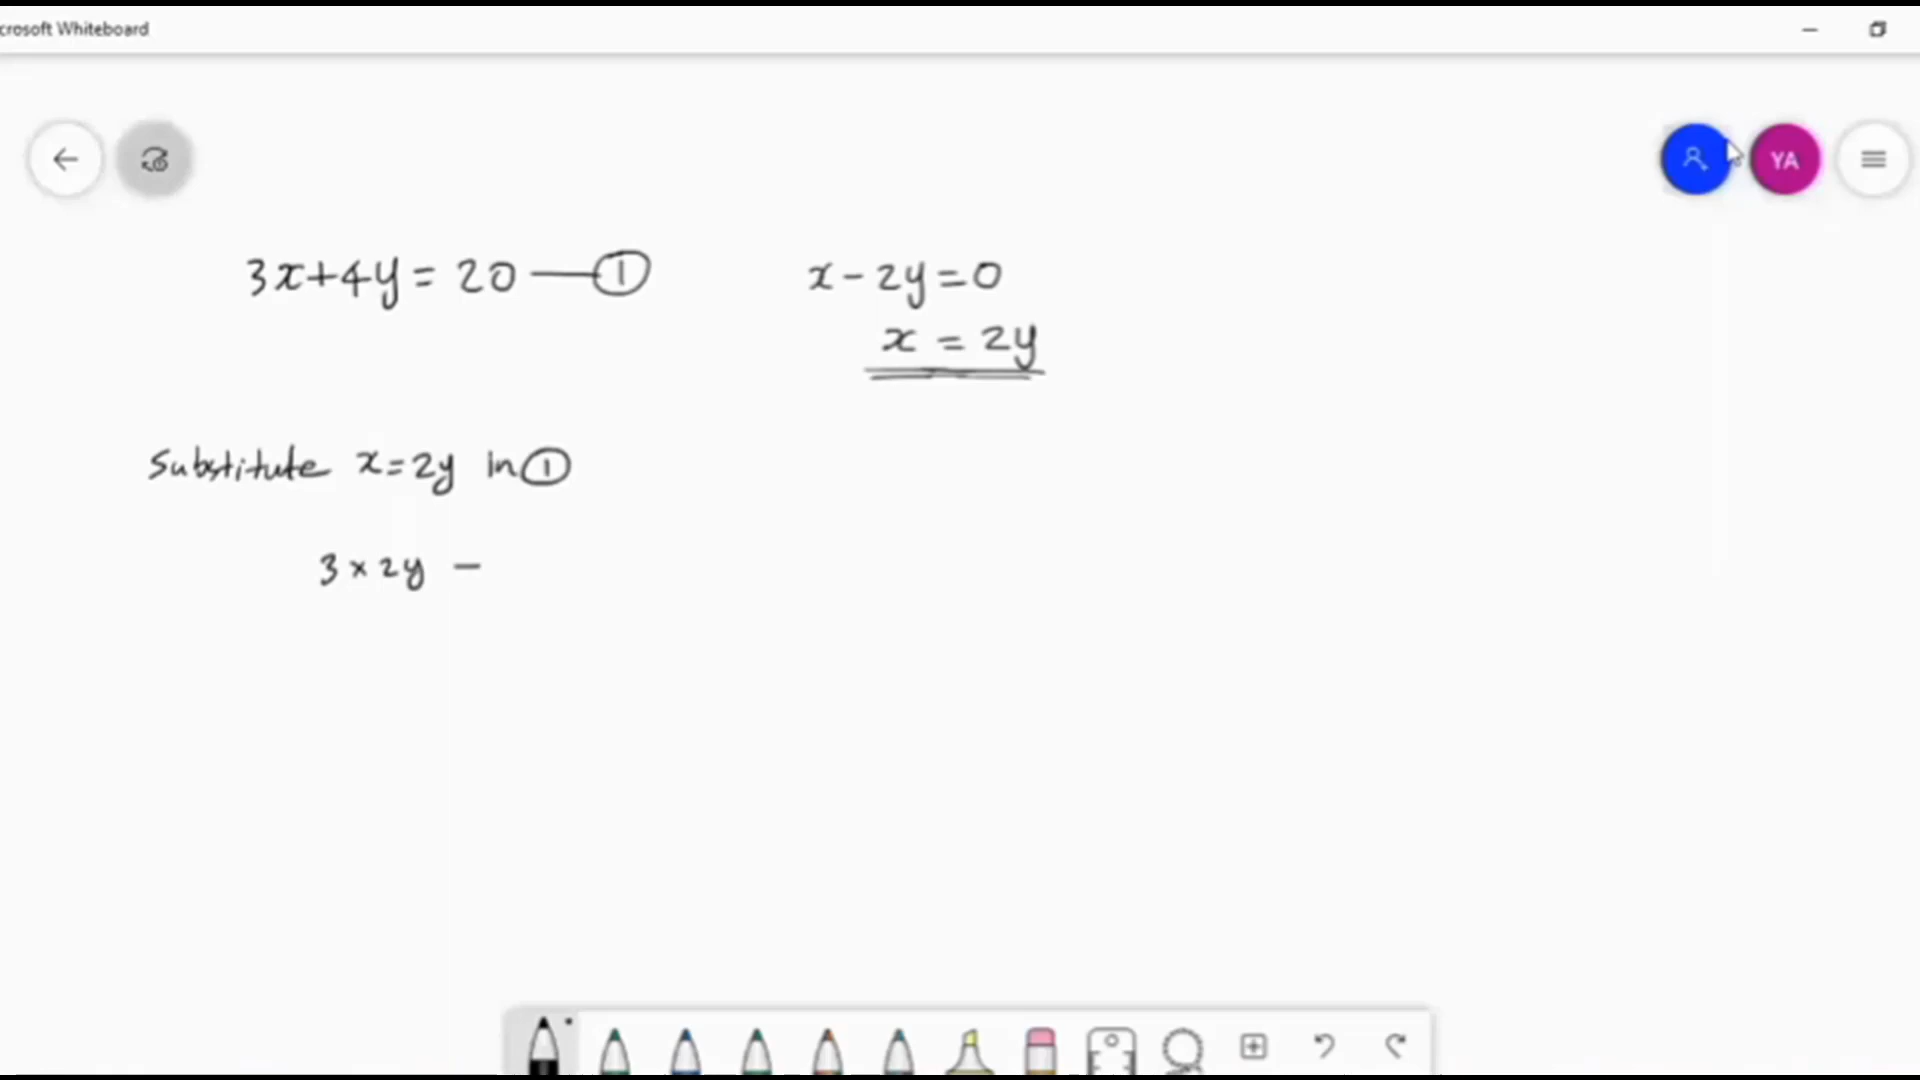 crosoft Whiteboard
YA
3x+4y= 20 — ①
x - 2y=0
x = 2y
Substitute x=2y in ①
3 × 2y -